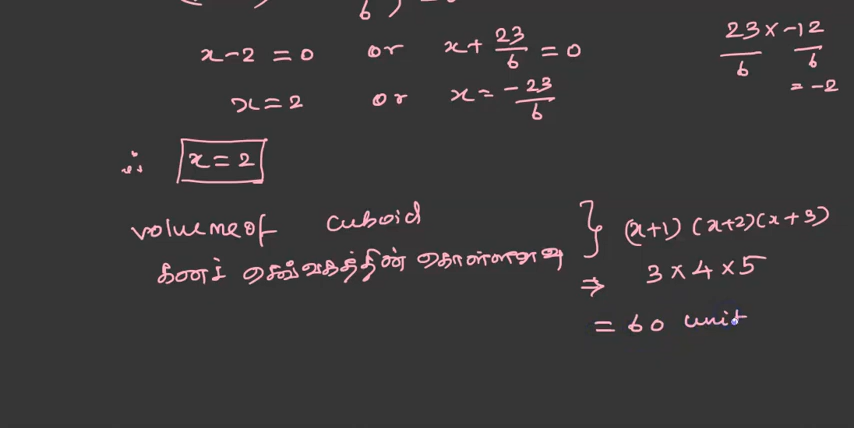 x-2 = 0 or x+ 23/6 = 0 23/6 × -12/6
= -2
x = 2 or x = -23/6
∴ x = 2
volume of cuboid } (x+1) (x+2)(x+3)
கனச் செவ்வகத்தின் கொள்ளளவு
⇒ 3 × 4 × 5
= 60 unit